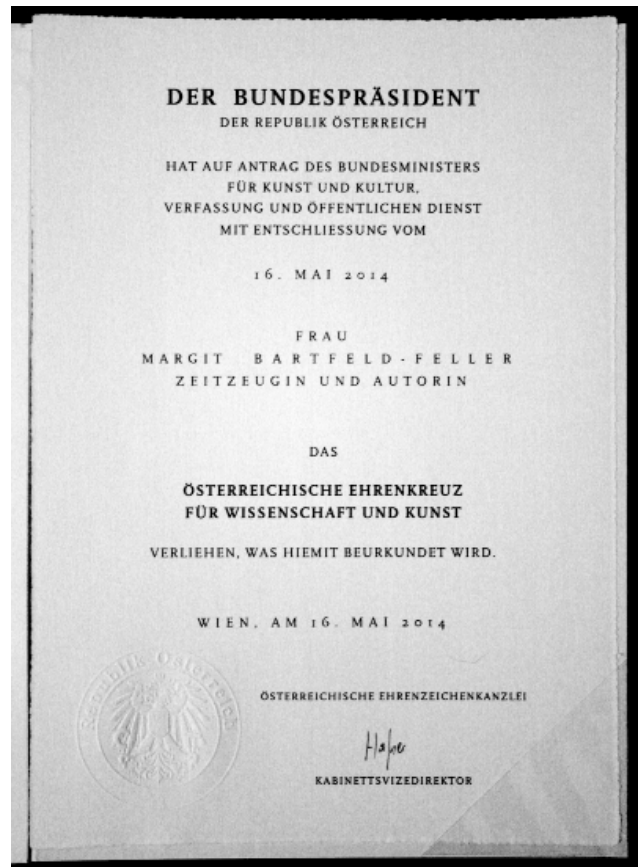 DER BUNDESPRÄSIDENT
DER REPUBLIK ÖSTERREICH
HAT AUF ANTRAG DES BUNDESMINISTERS
FÜR KUNST UND KULTUR,
VERFASSUNG UND ÖFFENTLICHEN DIENST
MIT ENTSCHLIESSUNG VOM
16. MAI 2014
FRAU
MARGIT BARTFELD-FELLER
ZEITZEUGIN UND AUTORIN
DAS
ÖSTERREICHISCHE EHRENKREUZ
FÜR WISSENSCHAFT UND KUNST
VERLIEHEN, WAS HIEMIT BEURKUNDET WIRD.
WIEN, AM 16. MAI 2014
Republik Österreich
ÖSTERREICHISCHE EHRENZEICHENKANZLEI
KABINETTSVIZEDIREKTOR